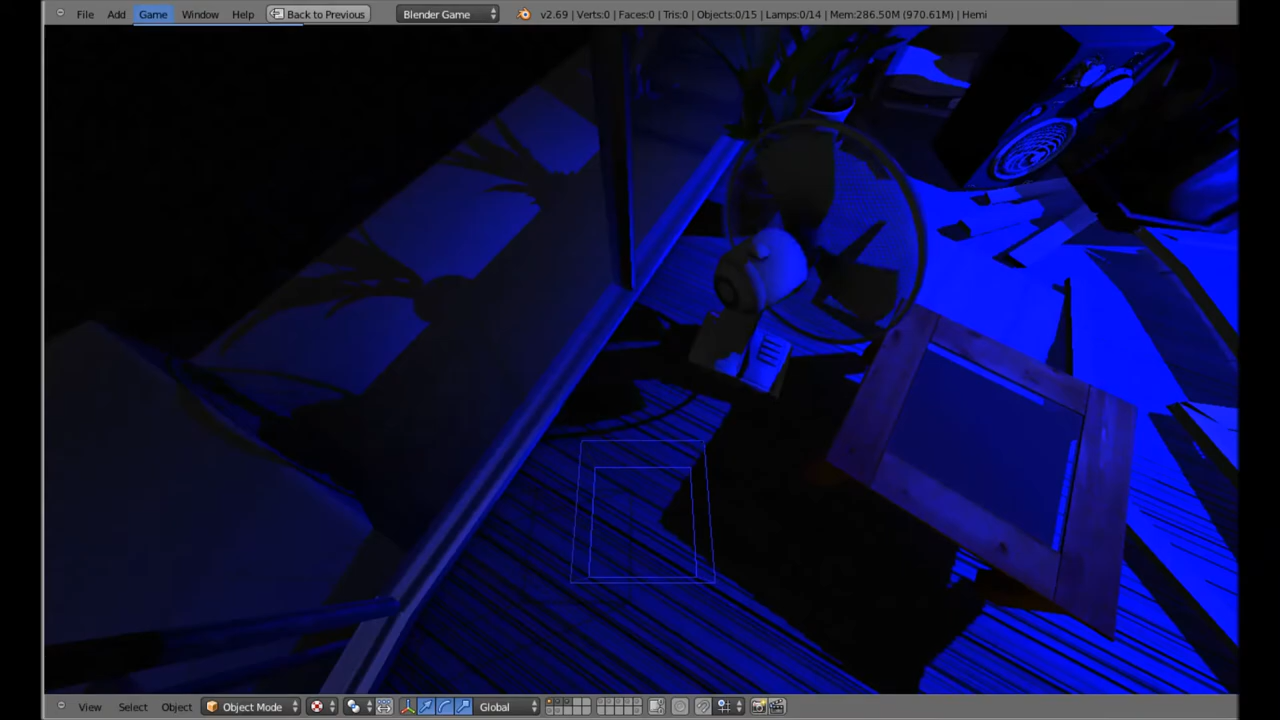 File Add Game Window Help Back to Previous Blender Game v2.69 | Verts:0 | Faces:0 | Tris:0 | Objects:0/15 | Lamps:0/14 | Mem:286.50M (970.61M) | Hemi
View Select Object Object Mode Global